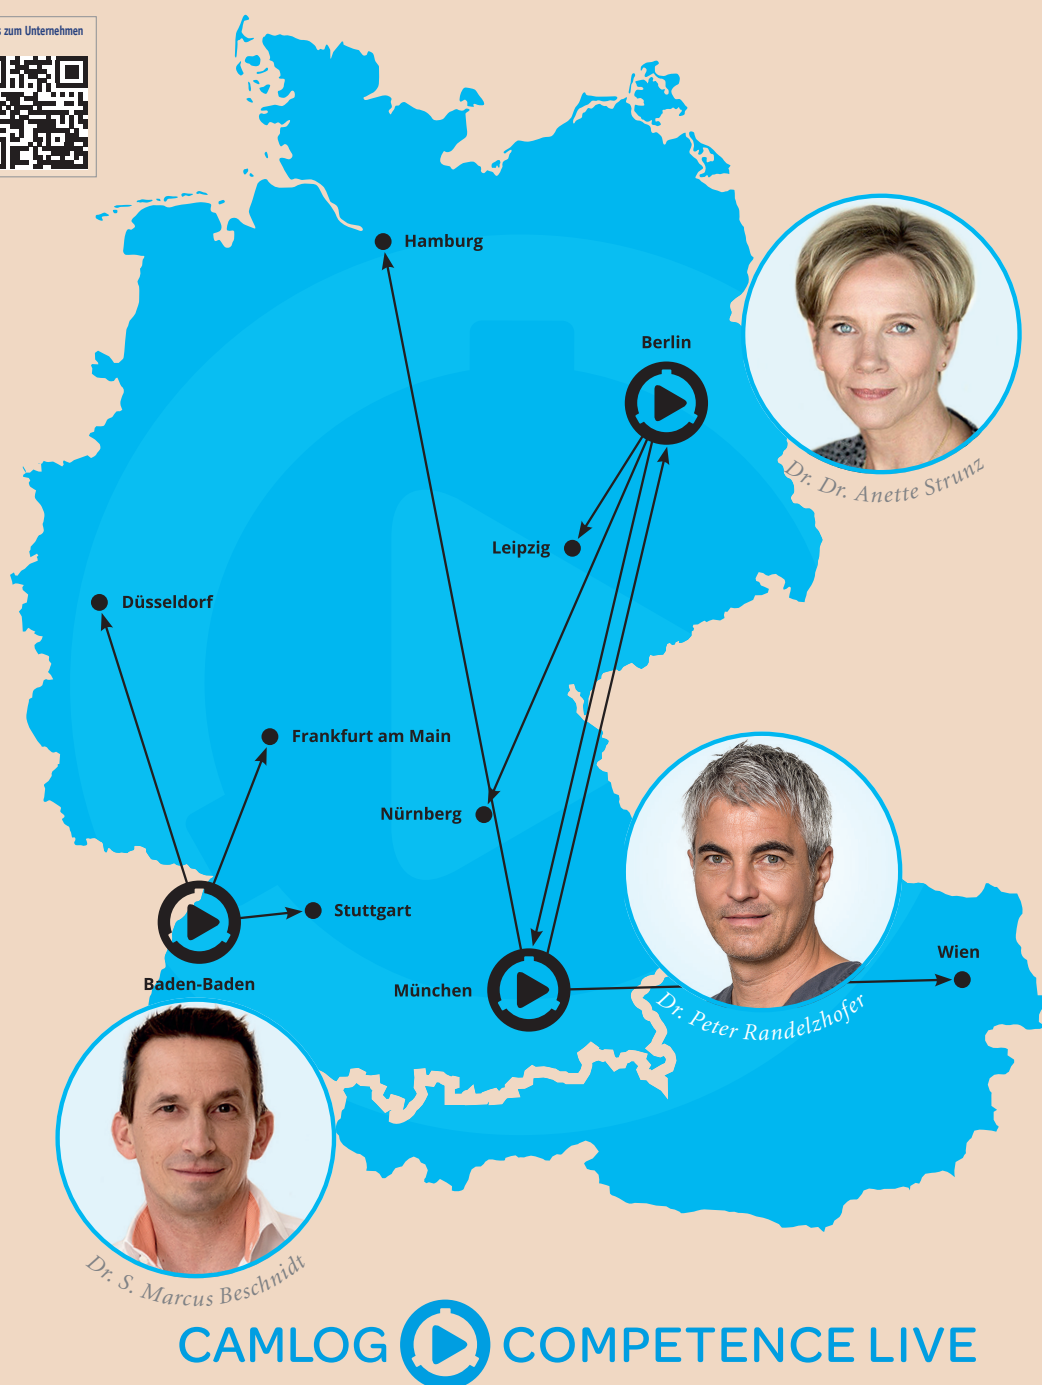 zum Unternehmen
Hamburg
Berlin
Dr. Dr. Anette Strunz
Leipzig
Düsseldorf
Frankfurt am Main
Nürnberg
Stuttgart
Wien
Baden-Baden
München
Dr. Peter Randelzhofer
Dr. S. Marcus Beschnidt
CAMLOG COMPETENCE LIVE